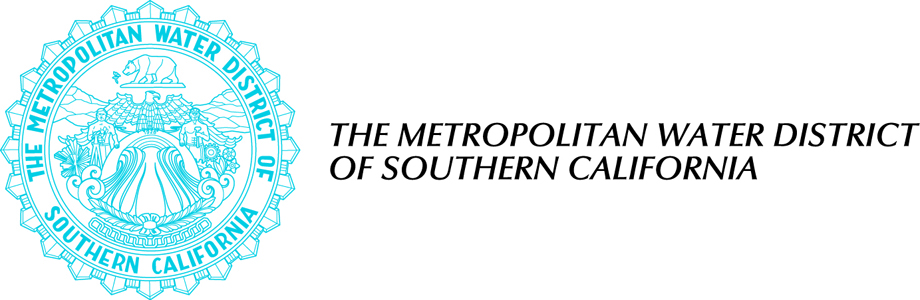 THE METROPOLITAN WATER DISTRICT OF
SOUTHERN CALIFORNIA
THE METROPOLITAN WATER DISTRICT
OF SOUTHERN CALIFORNIA